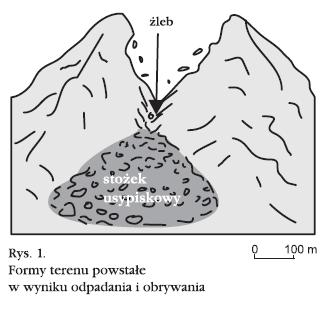 żleb
stożek
usypiskowy
0 100 m
Rys. 1.
Formy terenu powstałe
w wyniku odpadania i obrywania